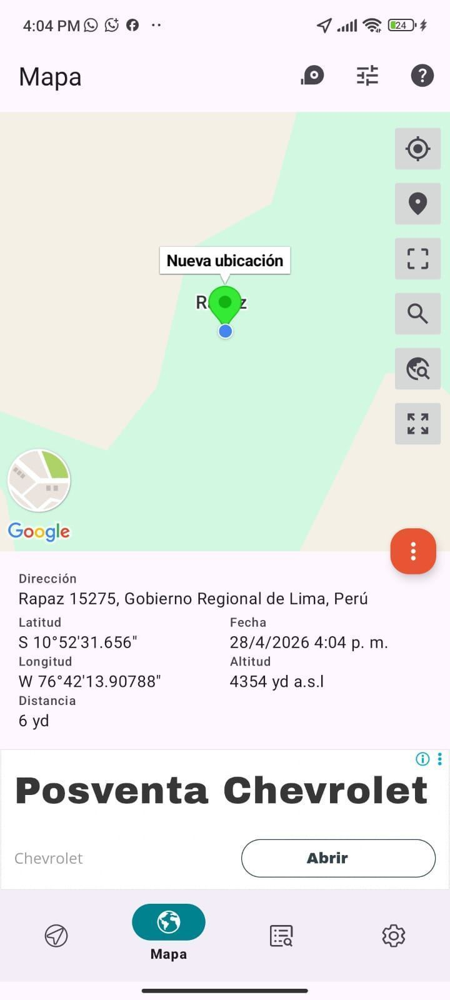 4:04 PM
24
Mapa
?
Nueva ubicación
Google
Dirección
Rapaz 15275, Gobierno Regional de Lima, Perú
Latitud
S 10°52'31.656"
Fecha
28/4/2026 4:04 p. m.
Longitud
W 76°42'13.90788"
Altitud
4354 yd a.s.l
Distancia
6 yd
Posventa Chevrolet
Chevrolet
Abrir
Mapa